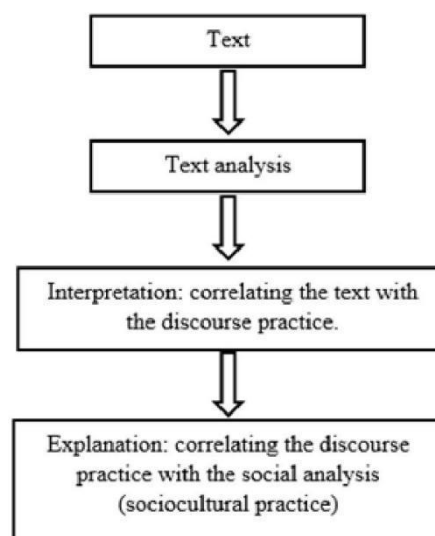 Text
Text analysis
Interpretation: correlating the text with
the discourse practice.
Explanation: correlating the discourse
practice with the social analysis
(sociocultural practice)